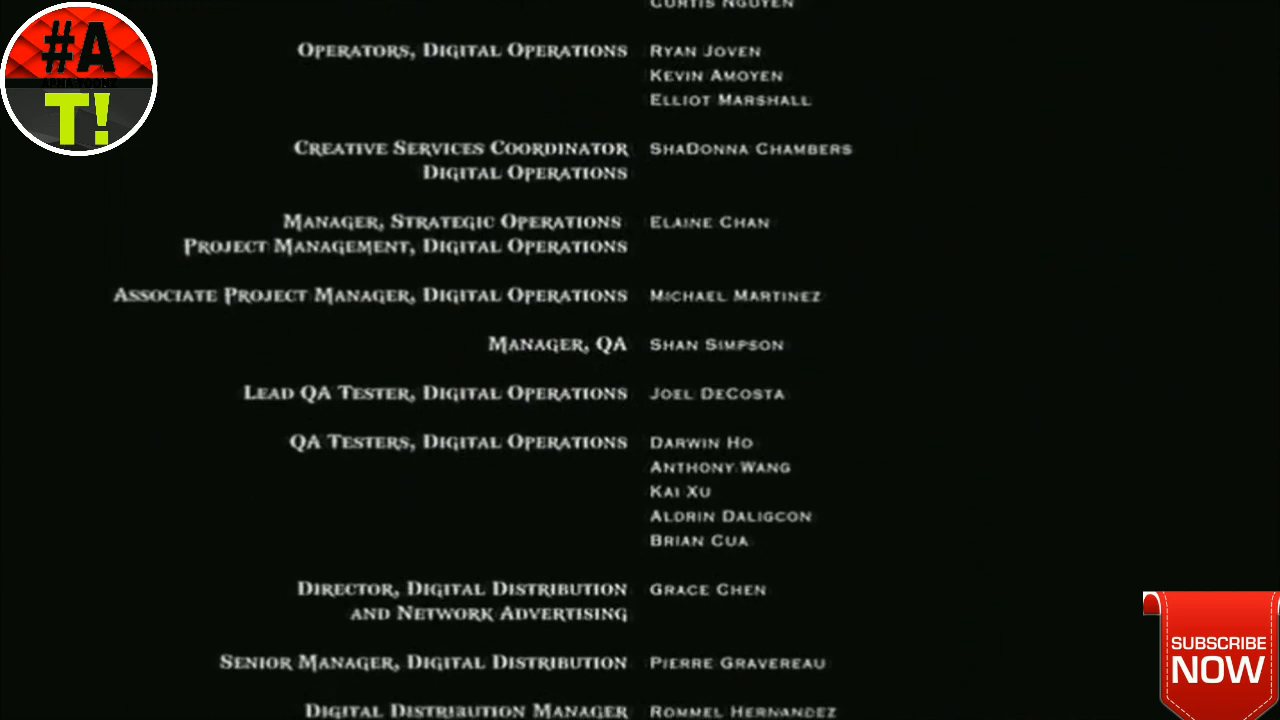 CURTIS NGUYEN
#A
T!
OPERATORS, DIGITAL OPERATIONS RYAN JOVEN
KEVIN AMOYEN
ELLIOT MARSHALL
CREATIVE SERVICES COORDINATOR SHADONNA CHAMBERS
DIGITAL OPERATIONS
MANAGER, STRATEGIC OPERATIONS ELAINE CHAN
PROJECT MANAGEMENT, DIGITAL OPERATIONS
ASSOCIATE PROJECT MANAGER, DIGITAL OPERATIONS MICHAEL MARTINEZ
MANAGER, QA SHAN SIMPSON
LEAD QA TESTER, DIGITAL OPERATIONS JOEL DECOSTA
QA TESTERS, DIGITAL OPERATIONS DARWIN HO
ANTHONY WANG
KAI XU
ALDRIN DALIGCON
BRIAN CUA
DIRECTOR, DIGITAL DISTRIBUTION GRACE CHEN
AND NETWORK ADVERTISING
SENIOR MANAGER, DIGITAL DISTRIBUTION PIERRE GRAVEREAU
DIGITAL DISTRIBUTION MANAGER ROMMEL HERNANDEZ
SUBSCRIBE
NOW